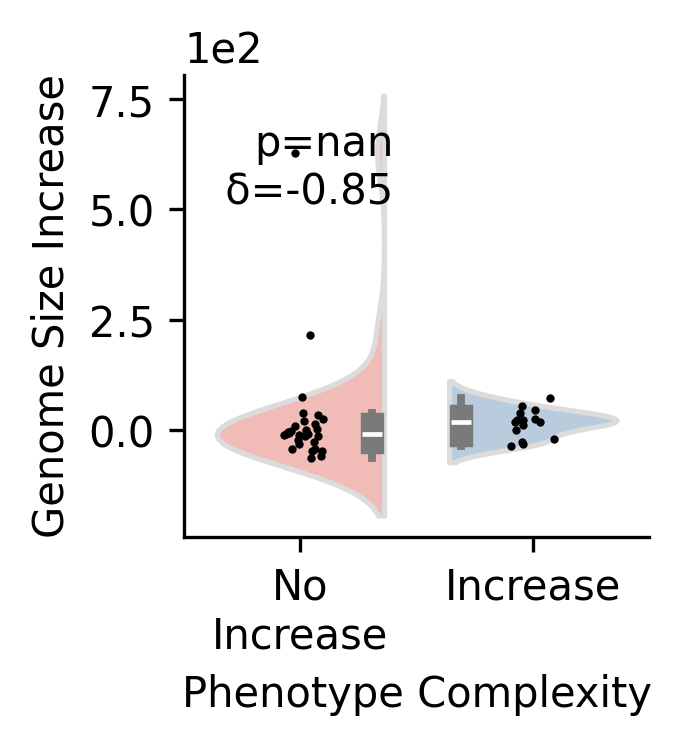 1e2
7.5
5.0
2.5
0.0
Genome Size Increase
p=nan
δ=-0.85
No
Increase
Increase
Phenotype Complexity